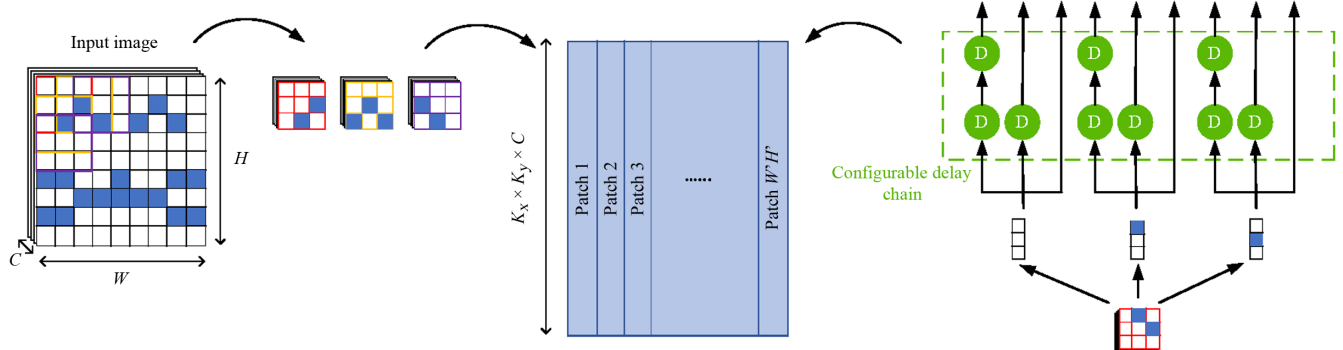 Input image
H
C
W
K_x × K_y × C
Patch 1
Patch 2
Patch 3
......
Patch W'H'
D
D
D
D
D
D
D
D
D
Configurable delay
chain